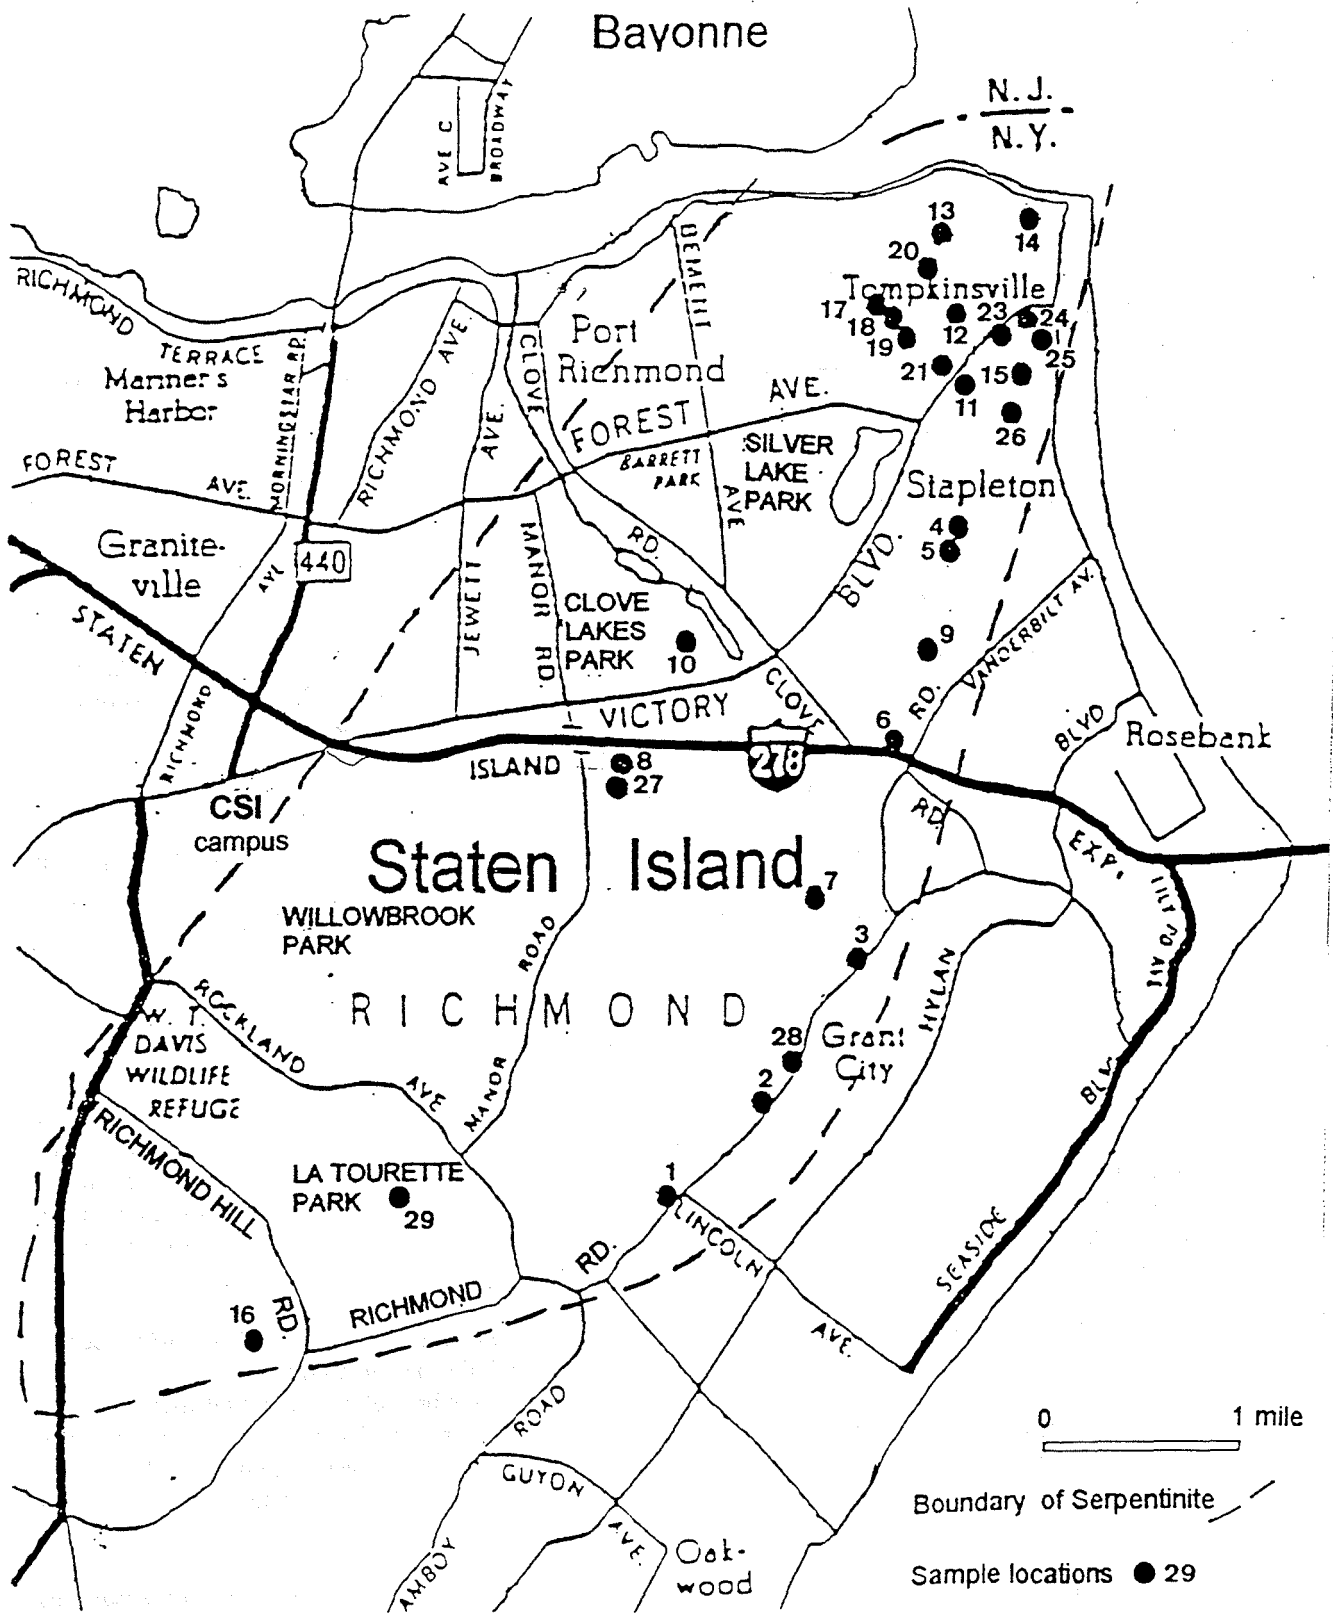 Bayonne
N.J.
N.Y.
AVE C
BROADWAY
13
14
20
Tompkinsville
17
18
19
12
23
24
25
21
11
15
26
RICHMOND
TERRACE
Mariner's
Harbor
MORNINGSTAR RD.
RICHMOND AVE.
AVE.
CLOVE
Port
Richmond
BEMENT
FOREST
AVE.
BARRETT
PARK
AVE
SILVER
LAKE
PARK
Stapleton
4
5
FOREST
AVE.
Granite-
ville
AVE
440
JEWETT
MANOR RD.
RD.
CLOVE
LAKES
PARK
10
BLVD.
9
VANDERBILT AV.
STATEN
RICHMOND
VICTORY
CLOVE
RD.
6
BLVD
Rosebank
ISLAND
8
27
278
CSI
campus
RD.
EXP.
Staten Island
7
WILLOWBROOK
PARK
ROAD
3
HYLAN
TILTCO AVE
ROCKLAND
AVE
RICHMOND
MANOR
28
2
Grant
City
W. T.
DAVIS
WILDLIFE
REFUGE
BLV.
RICHMOND HILL
RD.
LA TOURETTE
PARK
29
1
LINCOLN
AVE.
SEASIDE
16
RICHMOND
RD.
ROAD
GUYON
AVE.
AMBOY
Oak-
wood
0 1 mile
Boundary of Serpentinite
Sample locations 29